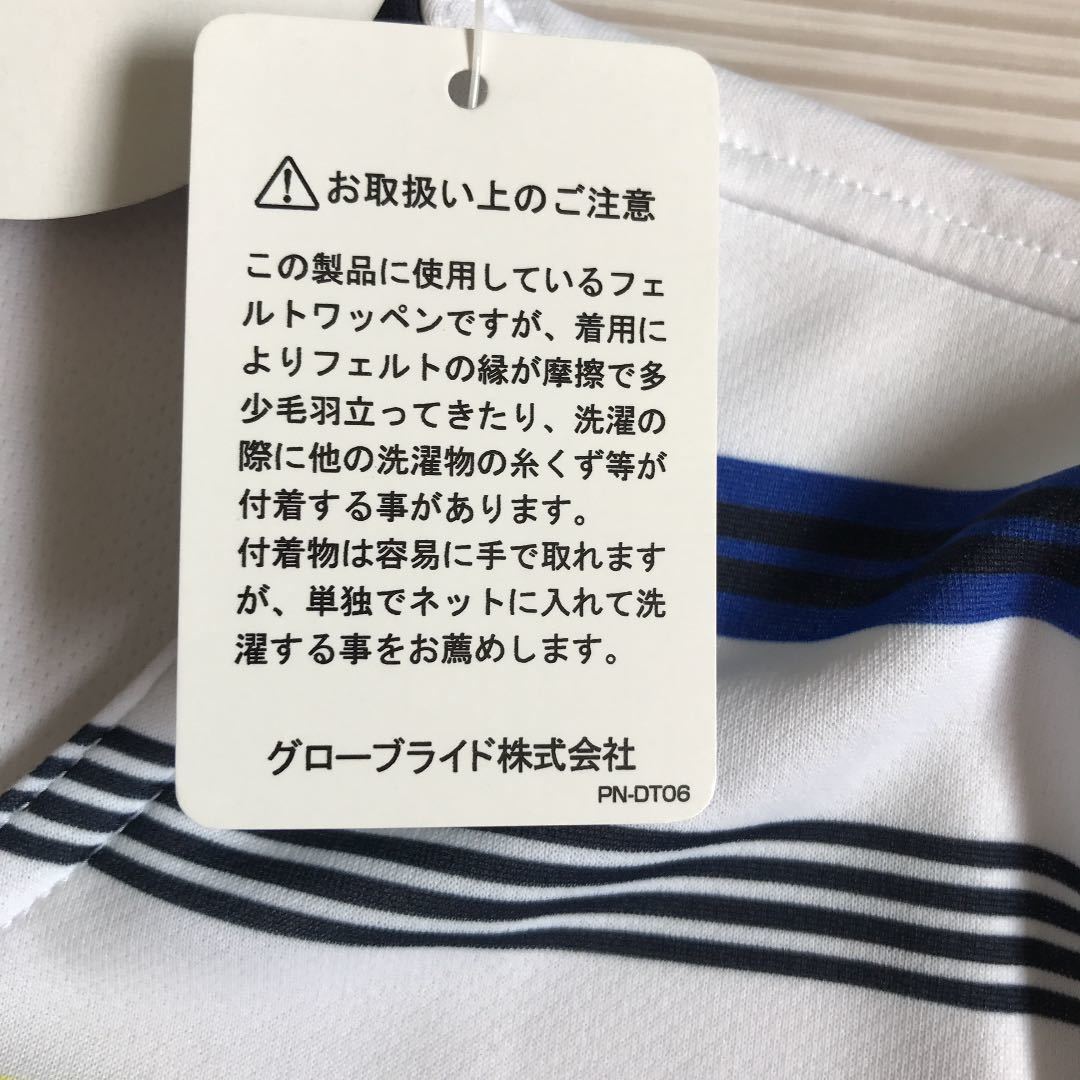 お取扱い上のご注意
この製品に使用しているフェ
ルトワッペンですが、着用に
よりフェルトの縁が摩擦で多
少毛羽立ってきたり、洗濯の
際に他の洗濯物の糸くず等が
付着する事があります。
付着物は容易に手で取れます
が、単独でネットに入れて洗
濯する事をお薦めします。
グローブライド株式会社
PN-DT06